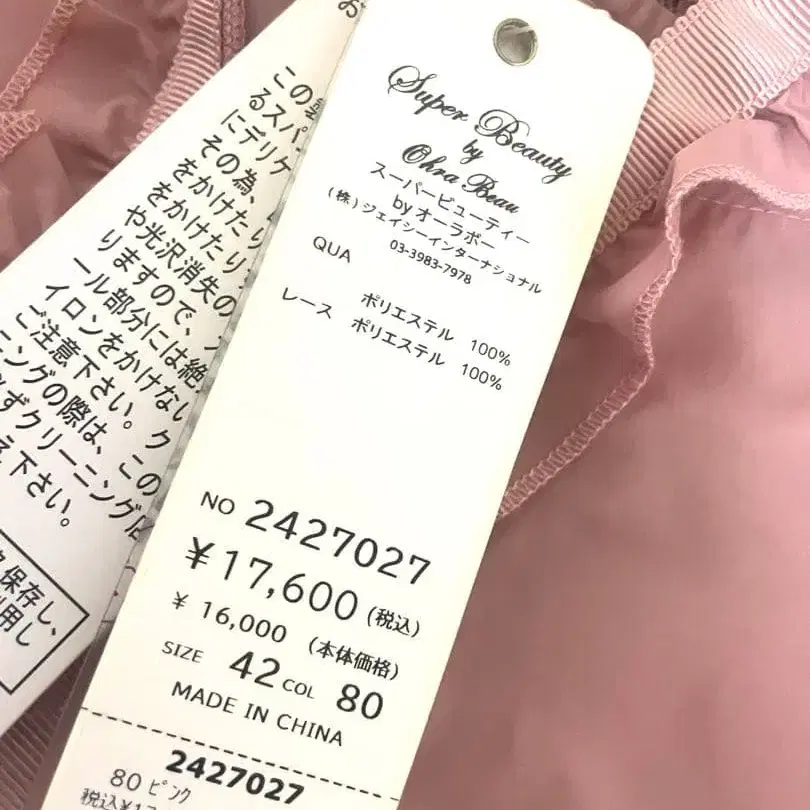 Super Beauty
by
Ohra Beau
スーパービューティー
byオーラボー
(株)ジェイシーインターナショナル
03-3983-7978
QUA
ポリエステル 100%
レース ポリエステル 100%
NO 2427027
¥17,600(税込)
¥ 16,000 (本体価格)
SIZE 42 COL 80
MADE IN CHINA
2427027
80 ピンク
税込¥17
お
この
るスパ
にデリケ
その為、
をかけたり
をかけたり
や光沢消失の
りますので、
ール部分には絶
イロンをかけない
ご注意下さい。ク
ニングの際は、この
ずクリーニング店
下さい。
保存し、
用し